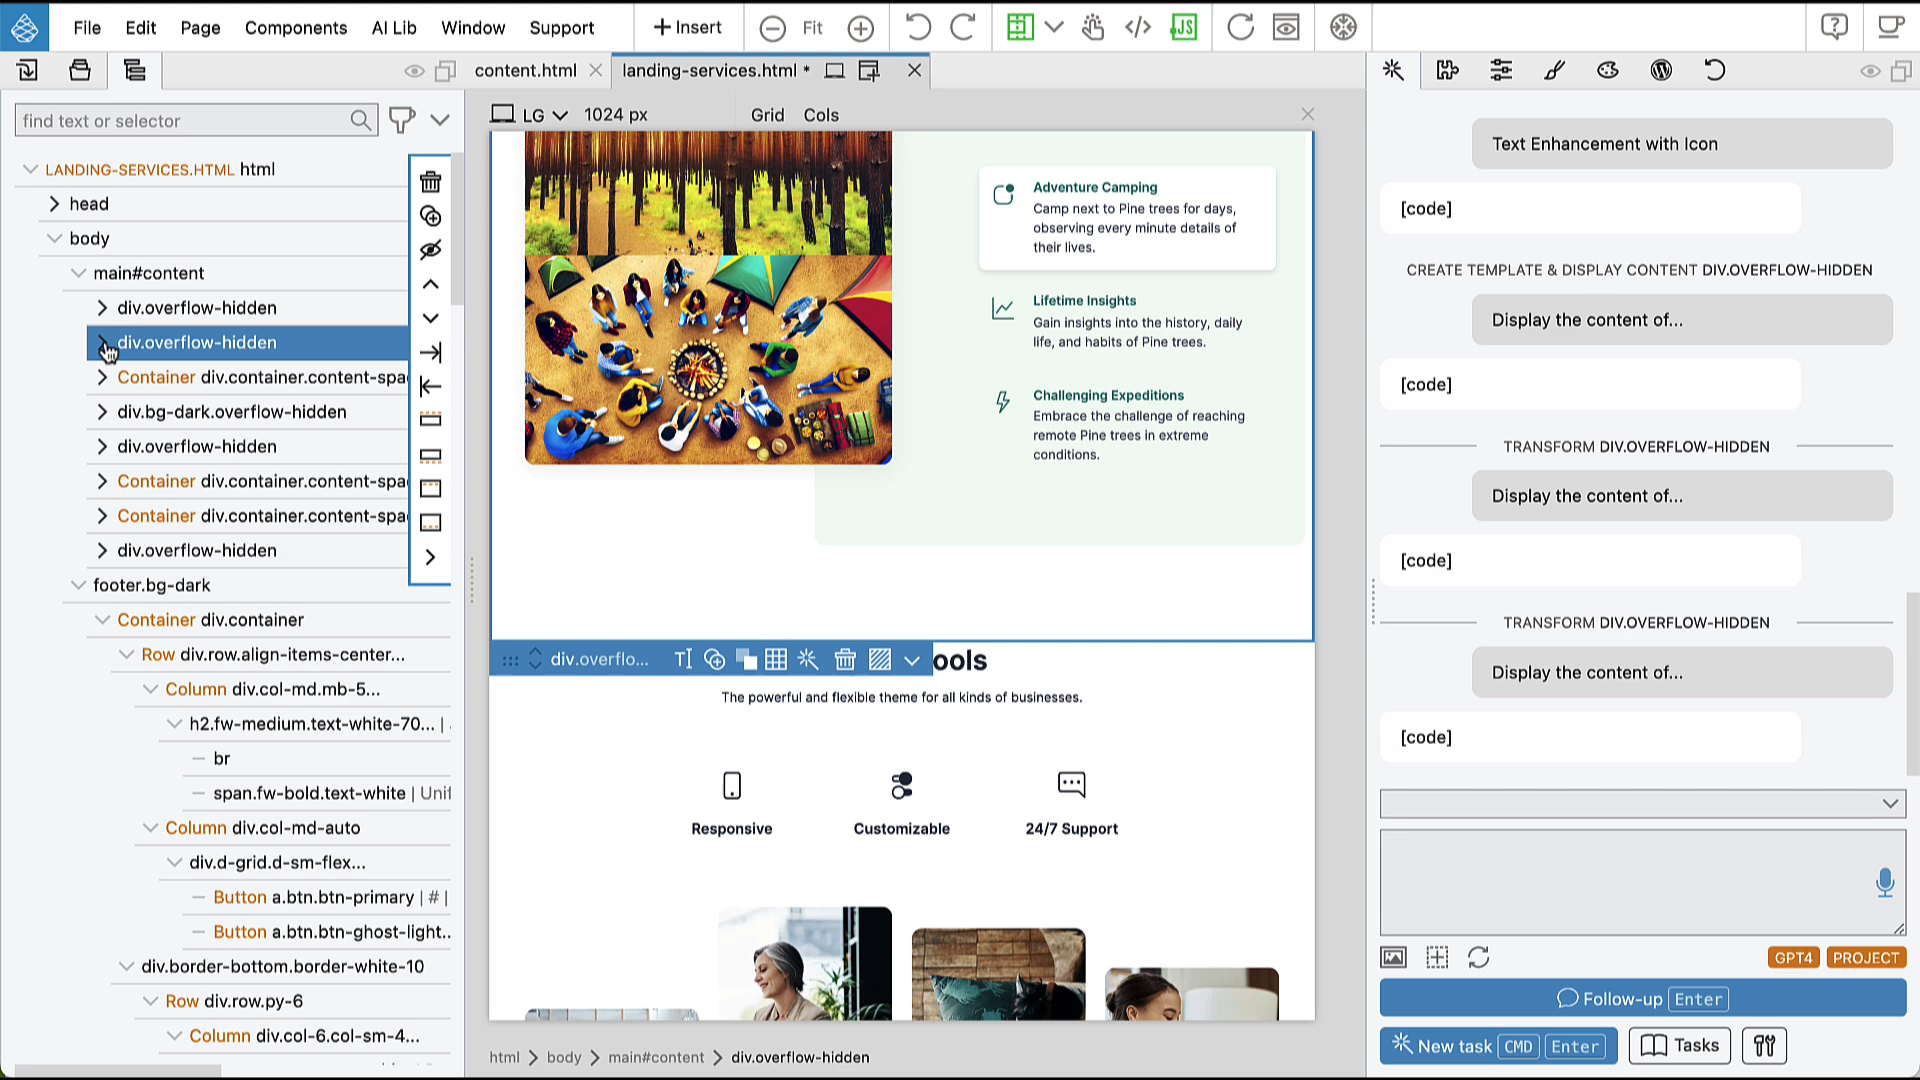 File Edit Page Components AI Lib Window Support Insert Fit JS
content.html landing-services.html *
find text or selector
LG 1024 px Grid Cols
LANDING-SERVICES.HTML html
head
body
main#content
div.overflow-hidden
div.overflow-hidden
Container div.container.content-spa
div.bg-dark.overflow-hidden
div.overflow-hidden
Container div.container.content-spa
Container div.container.content-spa
div.overflow-hidden
footer.bg-dark
Container div.container
Row div.row.align-items-center...
Column div.col-md.mb-5...
h2.fw-medium.text-white-70... |
br
span.fw-bold.text-white | Unif
Column div.col-md-auto
div.d-grid.d-sm-flex...
Button a.btn.btn-primary | # |
Button a.btn.btn-ghost-light..
div.border-bottom.border-white-10
Row div.row.py-6
Column div.col-6.col-sm-4...
Adventure Camping
Camp next to Pine trees for days,
observing every minute details of
their lives.
Lifetime Insights
Gain insights into the history, daily
life, and habits of Pine trees.
Challenging Expeditions
Embrace the challenge of reaching
remote Pine trees in extreme
conditions.
div.overflo... ools
The powerful and flexible theme for all kinds of businesses.
Responsive Customizable 24/7 Support
html body main#content div.overflow-hidden
Text Enhancement with Icon
[code]
CREATE TEMPLATE & DISPLAY CONTENT DIV.OVERFLOW-HIDDEN
Display the content of...
[code]
TRANSFORM DIV.OVERFLOW-HIDDEN
Display the content of...
[code]
TRANSFORM DIV.OVERFLOW-HIDDEN
Display the content of...
[code]
GPT4 PROJECT
Follow-up Enter
New task CMD Enter Tasks